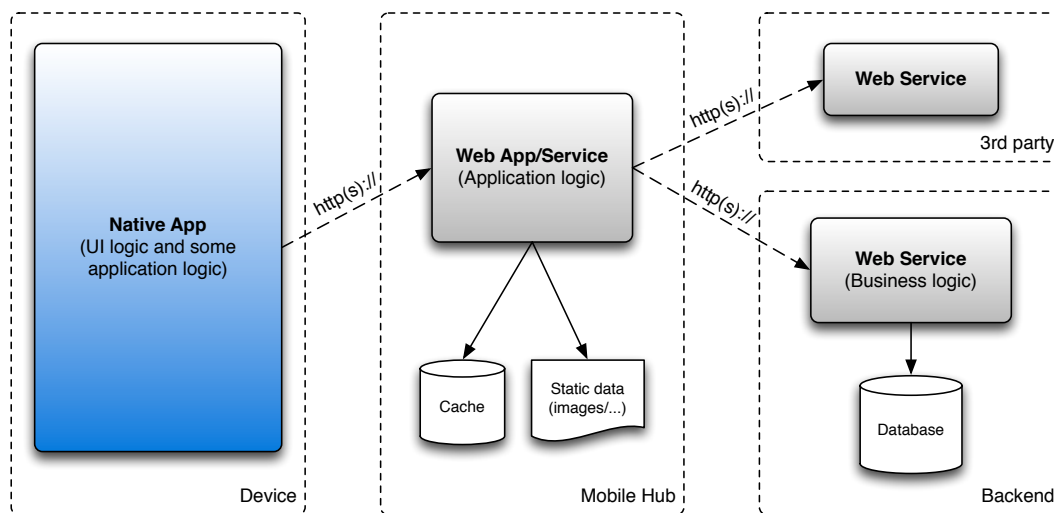 Native App
(UI logic and some
application logic)
Device
http(s)://
Web App/Service
(Application logic)
Cache
Static data
(images/...)
Mobile Hub
http(s)://
http(s)://
Web Service
3rd party
Web Service
(Business logic)
Database
Backend